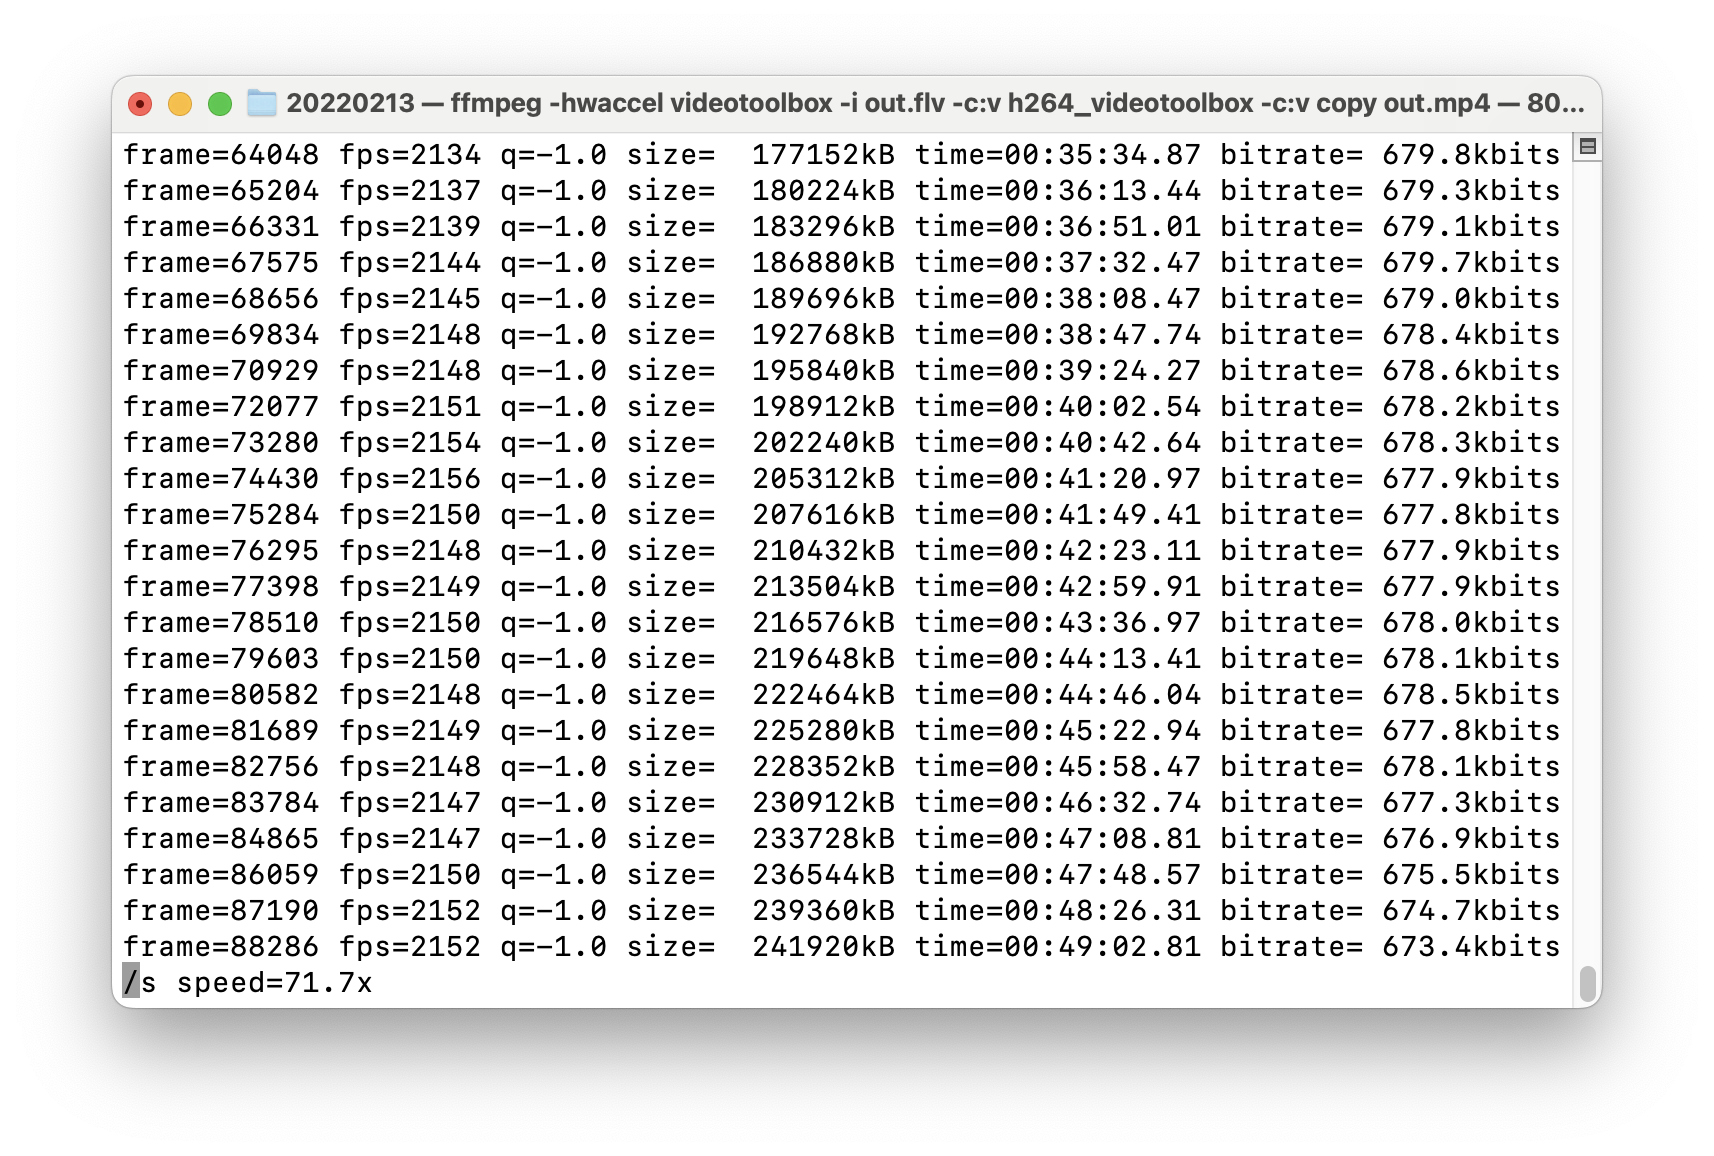 20220213 — ffmpeg -hwaccel videotoolbox -i out.flv -c:v h264_videotoolbox -c:v copy out.mp4 — 80...
frame=64048 fps=2134 q=-1.0 size=  177152kB time=00:35:34.87 bitrate= 679.8kbits
frame=65204 fps=2137 q=-1.0 size=  180224kB time=00:36:13.44 bitrate= 679.3kbits
frame=66331 fps=2139 q=-1.0 size=  183296kB time=00:36:51.01 bitrate= 679.1kbits
frame=67575 fps=2144 q=-1.0 size=  186880kB time=00:37:32.47 bitrate= 679.7kbits
frame=68656 fps=2145 q=-1.0 size=  189696kB time=00:38:08.47 bitrate= 679.0kbits
frame=69834 fps=2148 q=-1.0 size=  192768kB time=00:38:47.74 bitrate= 678.4kbits
frame=70929 fps=2148 q=-1.0 size=  195840kB time=00:39:24.27 bitrate= 678.6kbits
frame=72077 fps=2151 q=-1.0 size=  198912kB time=00:40:02.54 bitrate= 678.2kbits
frame=73280 fps=2154 q=-1.0 size=  202240kB time=00:40:42.64 bitrate= 678.3kbits
frame=74430 fps=2156 q=-1.0 size=  205312kB time=00:41:20.97 bitrate= 677.9kbits
frame=75284 fps=2150 q=-1.0 size=  207616kB time=00:41:49.41 bitrate= 677.8kbits
frame=76295 fps=2148 q=-1.0 size=  210432kB time=00:42:23.11 bitrate= 677.9kbits
frame=77398 fps=2149 q=-1.0 size=  213504kB time=00:42:59.91 bitrate= 677.9kbits
frame=78510 fps=2150 q=-1.0 size=  216576kB time=00:43:36.97 bitrate= 678.0kbits
frame=79603 fps=2150 q=-1.0 size=  219648kB time=00:44:13.41 bitrate= 678.1kbits
frame=80582 fps=2148 q=-1.0 size=  222464kB time=00:44:46.04 bitrate= 678.5kbits
frame=81689 fps=2149 q=-1.0 size=  225280kB time=00:45:22.94 bitrate= 677.8kbits
frame=82756 fps=2148 q=-1.0 size=  228352kB time=00:45:58.47 bitrate= 678.1kbits
frame=83784 fps=2147 q=-1.0 size=  230912kB time=00:46:32.74 bitrate= 677.3kbits
frame=84865 fps=2147 q=-1.0 size=  233728kB time=00:47:08.81 bitrate= 676.9kbits
frame=86059 fps=2150 q=-1.0 size=  236544kB time=00:47:48.57 bitrate= 675.5kbits
frame=87190 fps=2152 q=-1.0 size=  239360kB time=00:48:26.31 bitrate= 674.7kbits
frame=88286 fps=2152 q=-1.0 size=  241920kB time=00:49:02.81 bitrate= 673.4kbits
/s speed=71.7x